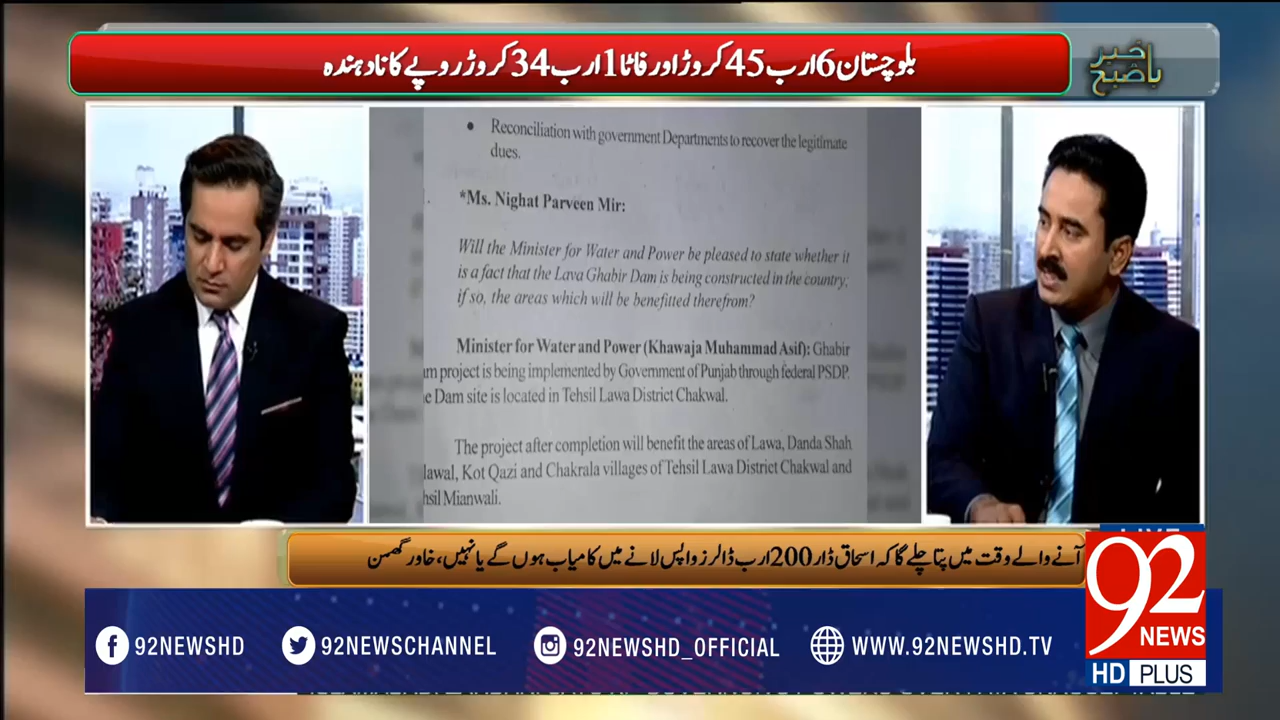 بلوچستان 6 ارب 45 کروڑ اور فاٹا 1 ارب 34 کروڑ روپے کا نادہندہ
باخبر
صبح
• Reconciliation with government Departments to recover the legitimate
dues.
*Ms. Nighat Parveen Mir:
Will the Minister for Water and Power be pleased to state whether it
is a fact that the Lava Ghabir Dam is being constructed in the country;
if so, the areas which will be benefitted therefrom?
Minister for Water and Power (Khawaja Muhammad Asif): Ghabir
m project is being implemented by Government of Punjab through federal PSDP.
e Dam site is located in Tehsil Lawa District Chakwal.
The project after completion will benefit the areas of Lawa, Danda Shah
lawal, Kot Qazi and Chakrala villages of Tehsil Lawa District Chakwal and
hsil Mianwali.
آنے والے وقت میں پتا چلے گا کہ اسحاق ڈار 200 ارب ڈالرز واپس لانے میں کامیاب ہوں گے یا نہیں، خاور گھمن
LIVE
92
NEWS
HD PLUS
92NEWSHD
92NEWSCHANNEL
92NEWSHD_OFFICIAL
WWW.92NEWSHD.TV